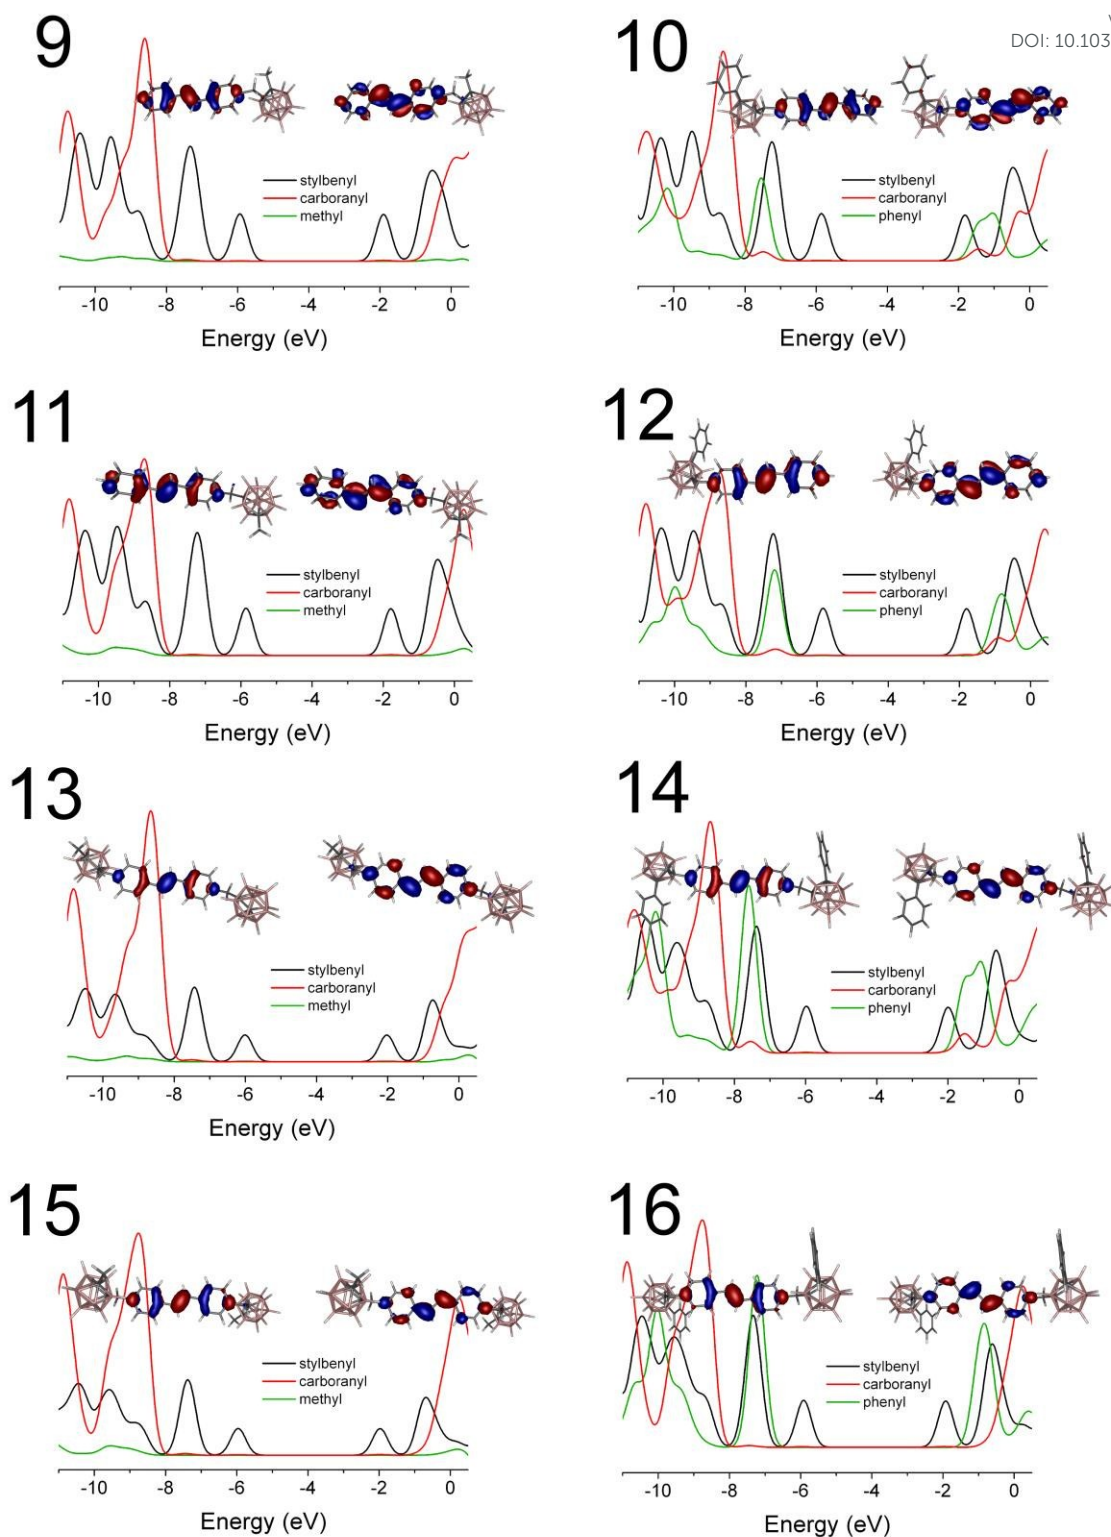 9
10
DOI: 10.103
stylbenyl
carboranyl
methyl
-10
-8
-6
-4
-2
0
Energy (eV)
stylbenyl
carboranyl
phenyl
-10
-8
-6
-4
-2
0
Energy (eV)
11
12
stylbenyl
carboranyl
methyl
-10
-8
-6
-4
-2
0
Energy (eV)
stylbenyl
carboranyl
phenyl
-10
-8
-6
-4
-2
0
Energy (eV)
13
14
stylbenyl
carboranyl
methyl
-10
-8
-6
-4
-2
0
Energy (eV)
stylbenyl
carboranyl
phenyl
-10
-8
-6
-4
-2
0
Energy (eV)
15
16
stylbenyl
carboranyl
methyl
-10
-8
-6
-4
-2
0
Energy (eV)
stylbenyl
carboranyl
phenyl
-10
-8
-6
-4
-2
0
Energy (eV)